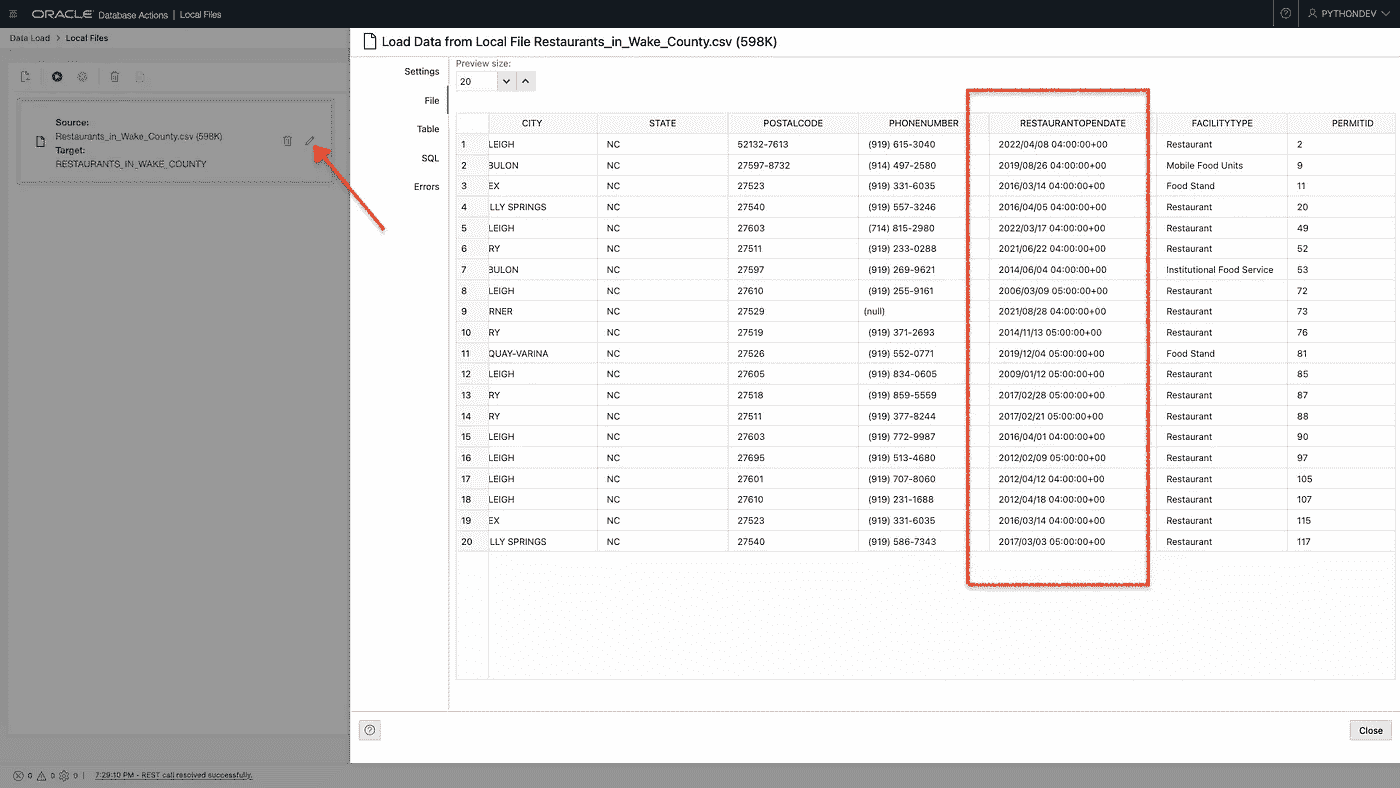 ORACLE Database Actions | Local Files
PYTHONDEV
Data Load > Local Files
Source:
Restaurants_in_Wake_County.csv (598K)
Target:
RESTAURANTS_IN_WAKE_COUNTY
Load Data from Local File Restaurants_in_Wake_County.csv (598K)
Settings
File
Table
SQL
Errors
Preview size:
20
CITY STATE POSTALCODE PHONENUMBER RESTAURANTOPENDATE FACILITYTYPE PERMITID
1 LEIGH NC 52132-7613 (919) 615-3040 2022/04/08 04:00:00+00 Restaurant 2
2 BULON NC 27597-8732 (914) 497-2580 2019/08/26 04:00:00+00 Mobile Food Units 9
3 EX NC 27523 (919) 331-6035 2016/03/14 04:00:00+00 Food Stand 11
4 LLY SPRINGS NC 27540 (919) 557-3246 2016/04/05 04:00:00+00 Restaurant 20
5 LEIGH NC 27603 (714) 815-2980 2022/03/17 04:00:00+00 Restaurant 49
6 RY NC 27511 (919) 233-0288 2021/06/22 04:00:00+00 Restaurant 52
7 BULON NC 27597 (919) 269-9621 2014/06/04 04:00:00+00 Institutional Food Service 53
8 LEIGH NC 27610 (919) 255-9161 2006/03/09 05:00:00+00 Restaurant 72
9 RNER NC 27529 (null) 2021/08/28 04:00:00+00 Restaurant 73
10 RY NC 27519 (919) 371-2693 2014/11/13 05:00:00+00 Restaurant 76
11 QUAY-VARINA NC 27526 (919) 552-0771 2019/12/04 05:00:00+00 Food Stand 81
12 LEIGH NC 27605 (919) 834-0605 2009/01/12 05:00:00+00 Restaurant 85
13 RY NC 27518 (919) 859-5559 2017/02/28 05:00:00+00 Restaurant 87
14 RY NC 27511 (919) 377-8244 2017/02/21 05:00:00+00 Restaurant 88
15 LEIGH NC 27603 (919) 772-9987 2016/04/01 04:00:00+00 Restaurant 90
16 LEIGH NC 27695 (919) 513-4680 2012/02/09 05:00:00+00 Restaurant 97
17 LEIGH NC 27601 (919) 707-8060 2012/04/12 04:00:00+00 Restaurant 105
18 LEIGH NC 27610 (919) 231-1688 2012/04/18 04:00:00+00 Restaurant 107
19 EX NC 27523 (919) 331-6035 2016/03/14 04:00:00+00 Restaurant 115
20 LLY SPRINGS NC 27540 (919) 586-7343 2017/03/03 05:00:00+00 Restaurant 117
Close
0 0 0 | 7:29:10 PM - REST call resolved successfully.